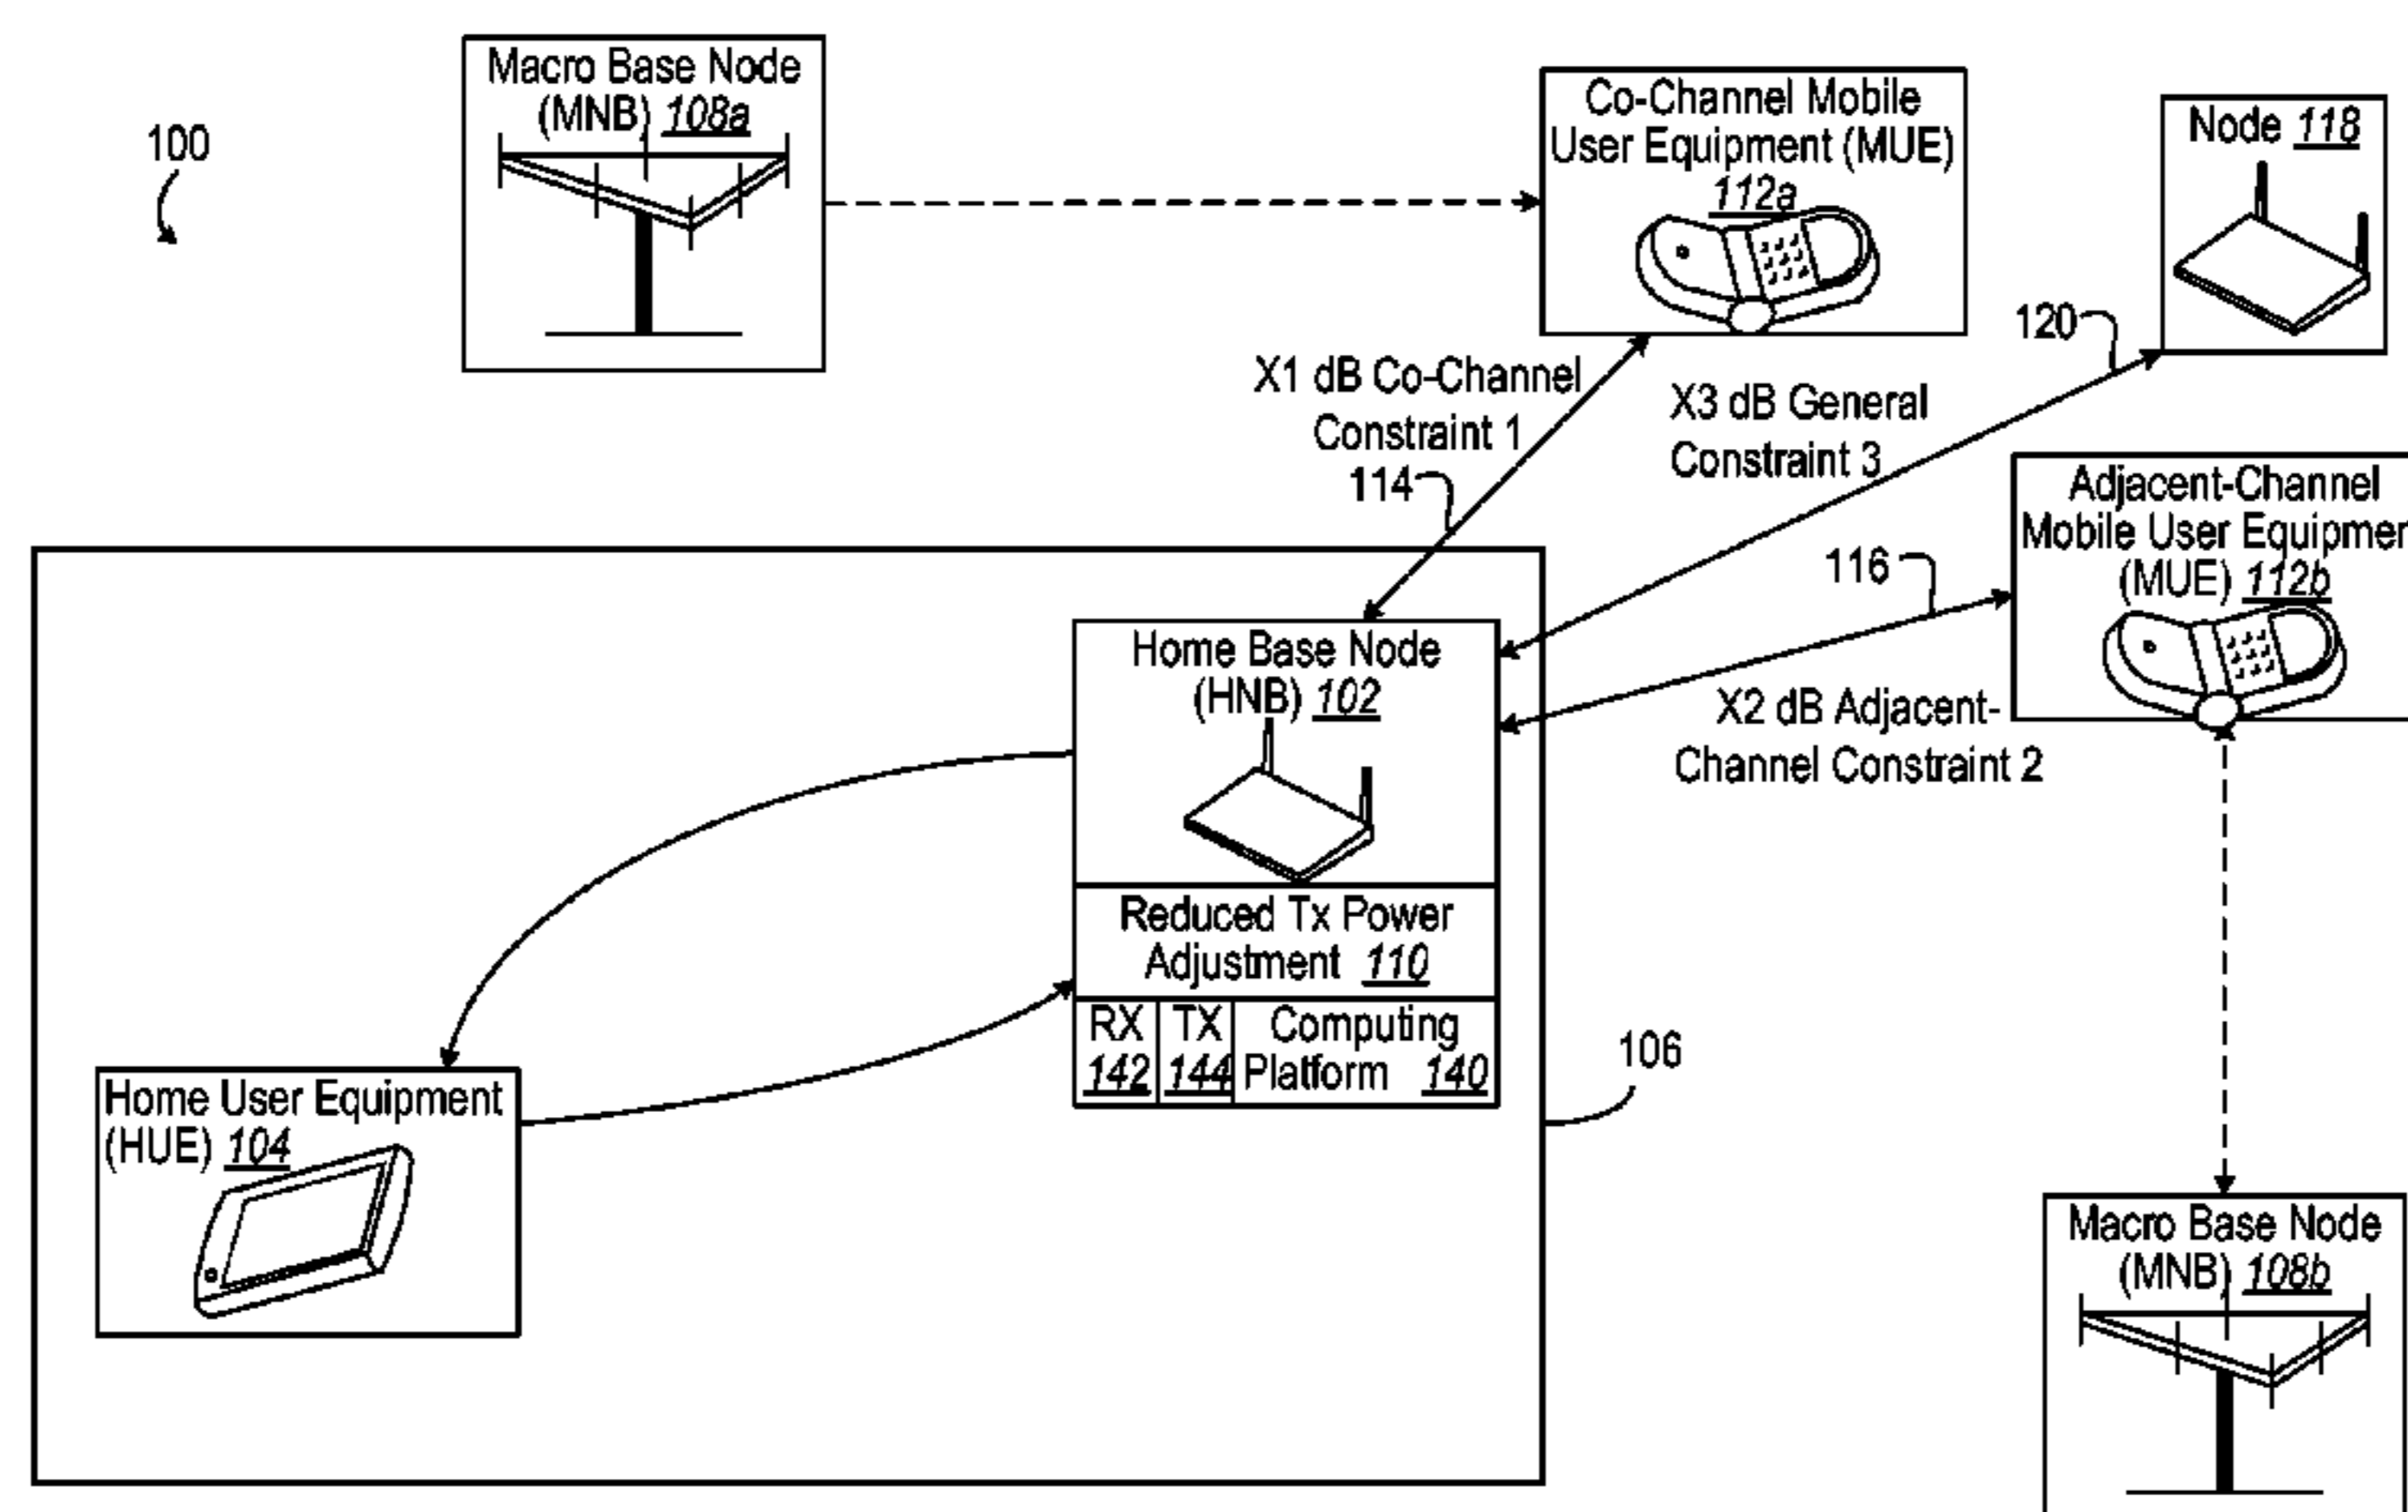 100
Macro Base Node
(MNB) 108a
Co-Channel Mobile
User Equipment (MUE)
112a
Node 118
120
X1 dB Co-Channel
Constraint 1
114
X3 dB General
Constraint 3
Adjacent-Channel
Mobile User Equipmen
(MUE) 112b
116
X2 dB Adjacent-
Channel Constraint 2
Home Base Node
(HNB) 102
Reduced Tx Power
Adjustment 110
RX
142
TX
144
Computing
Platform 140
106
Home User Equipment
(HUE) 104
Macro Base Node
(MNB) 108b